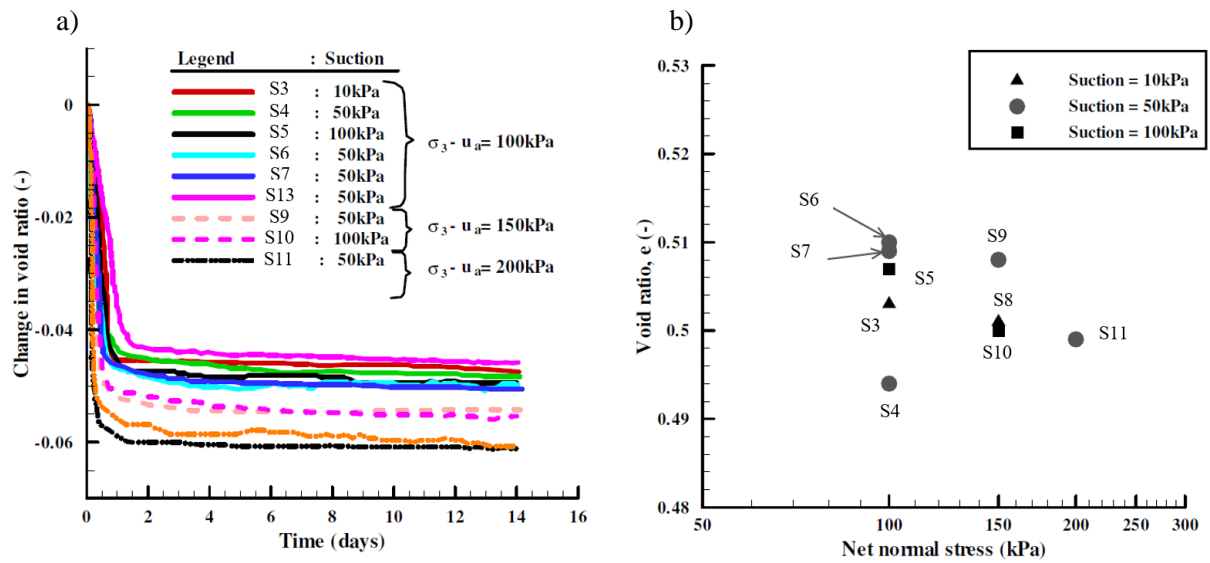 a)
Legend : Suction
S3 : 10kPa
S4 : 50kPa
S5 : 100kPa
S6 : 50kPa
S7 : 50kPa
S13 : 50kPa
S9 : 50kPa
S10 : 100kPa
S11 : 50kPa
σ3 - ua = 100kPa
σ3 - ua = 150kPa
σ3 - ua = 200kPa
Change in void ratio (-)
0
-0.02
-0.04
-0.06
0 2 4 6 8 10 12 14 16
Time (days)
b)
Suction = 10kPa
Suction = 50kPa
Suction = 100kPa
Void ratio, e (-)
0.53
0.52
0.51
0.5
0.49
0.48
S6
S7
S9
S5
S8
S3
S10
S11
S4
50 100 150 200 250 300
Net normal stress (kPa)